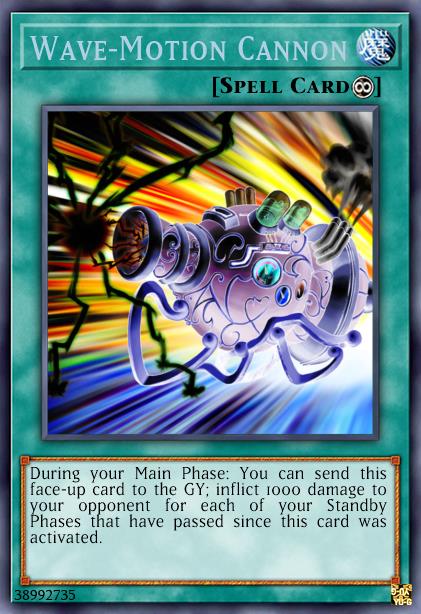 WAVE-MOTION CANNON
魔
[SPELL CARD∞]
During your Main Phase: You can send this
face-up card to the GY; inflict 1000 damage to
your opponent for each of your Standby
Phases that have passed since this card was
activated.
38992735